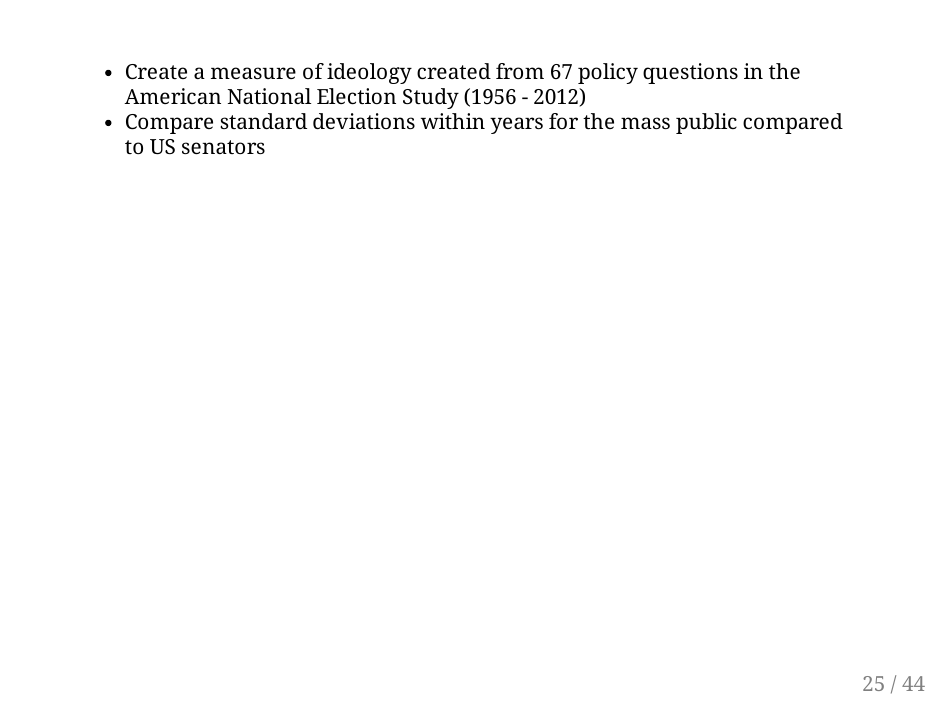 • Create a measure of ideology created from 67 policy questions in the
American National Election Study (1956 - 2012)
• Compare standard deviations within years for the mass public compared
to US senators
25 / 44